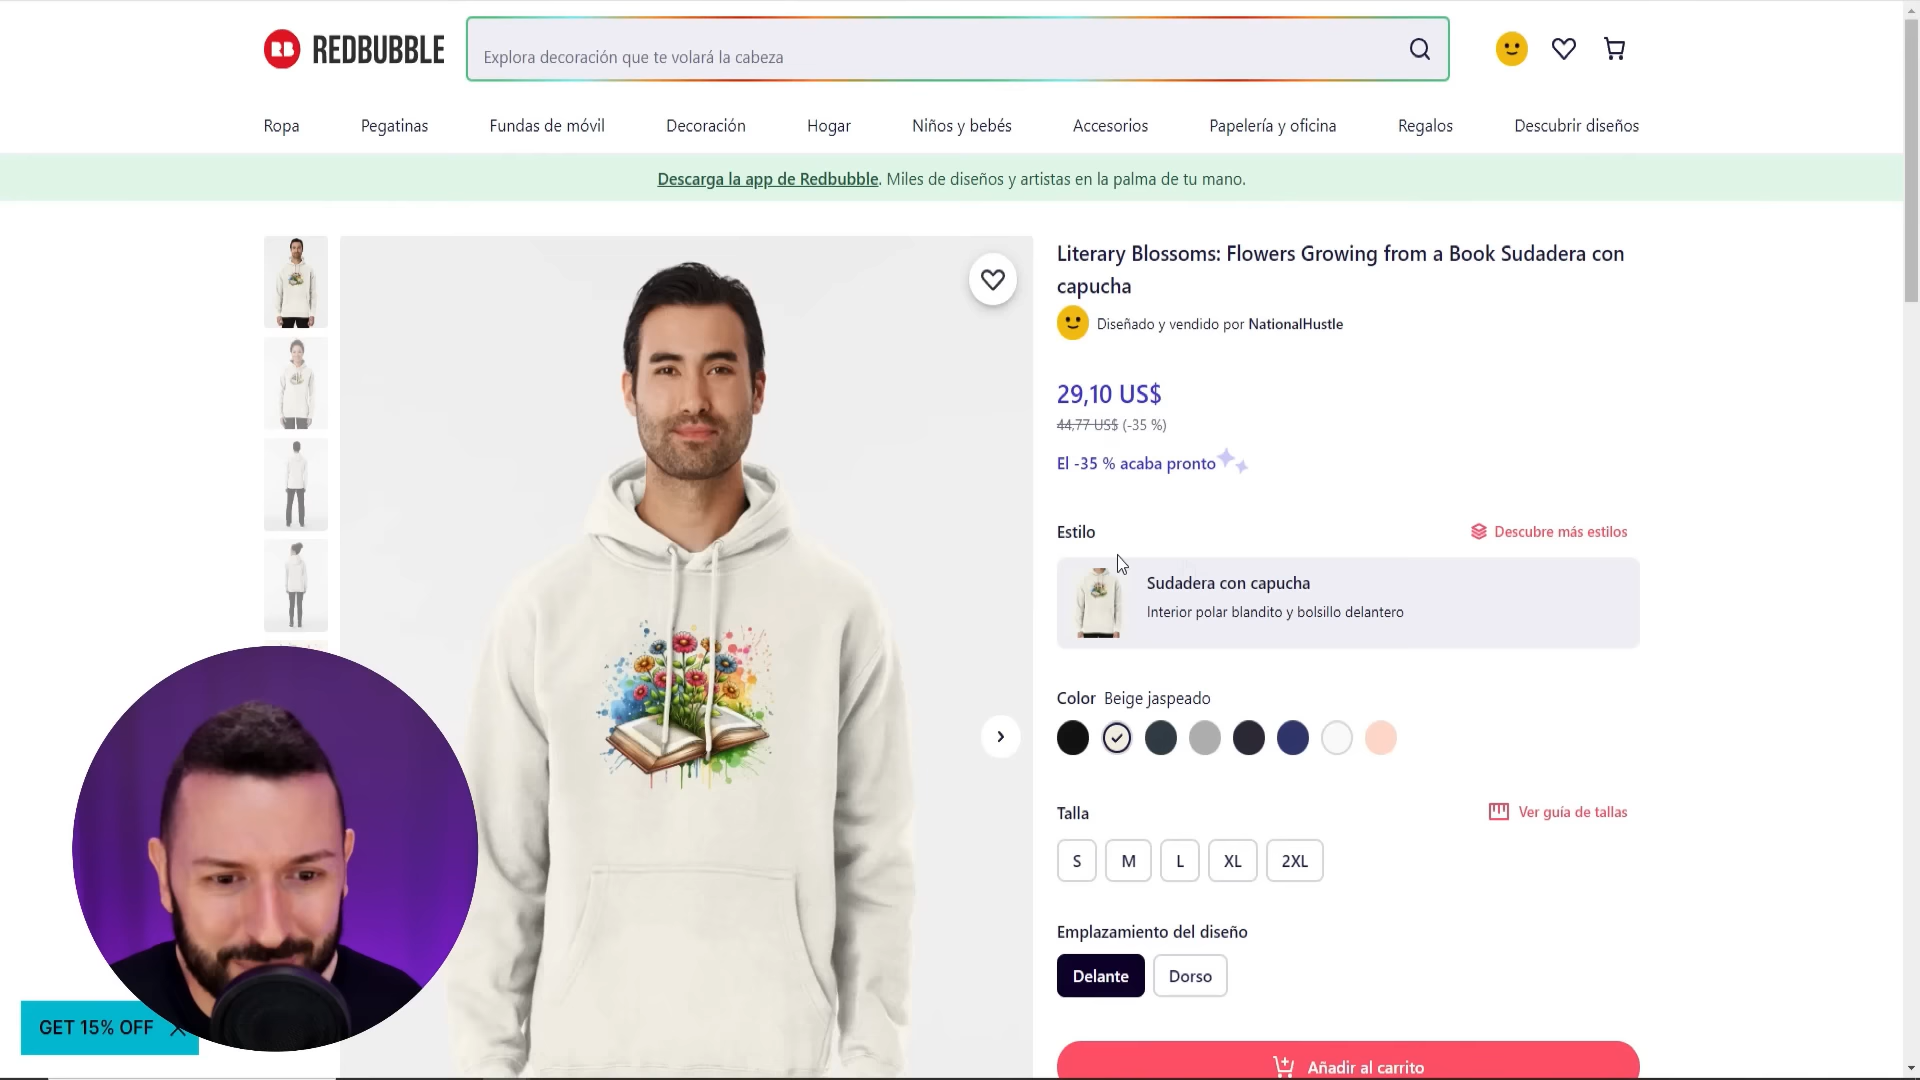 RB REDBUBBLE
Explora decoración que te volará la cabeza
Ropa
Pegatinas
Fundas de móvil
Decoración
Hogar
Niños y bebés
Accesorios
Papelería y oficina
Regalos
Descubrir diseños
Descarga la app de Redbubble. Miles de diseños y artistas en la palma de tu mano.
Literary Blossoms: Flowers Growing from a Book Sudadera con
capucha
Diseñado y vendido por NationalHustle
29,10 US$
44,77 US$ (-35 %)
El -35 % acaba pronto
Estilo
Descubre más estilos
Sudadera con capucha
Interior polar blandito y bolsillo delantero
Color Beige jaspeado
Talla
Ver guía de tallas
S
M
L
XL
2XL
Emplazamiento del diseño
Delante
Dorso
GET 15% OFF
Añadir al carrito